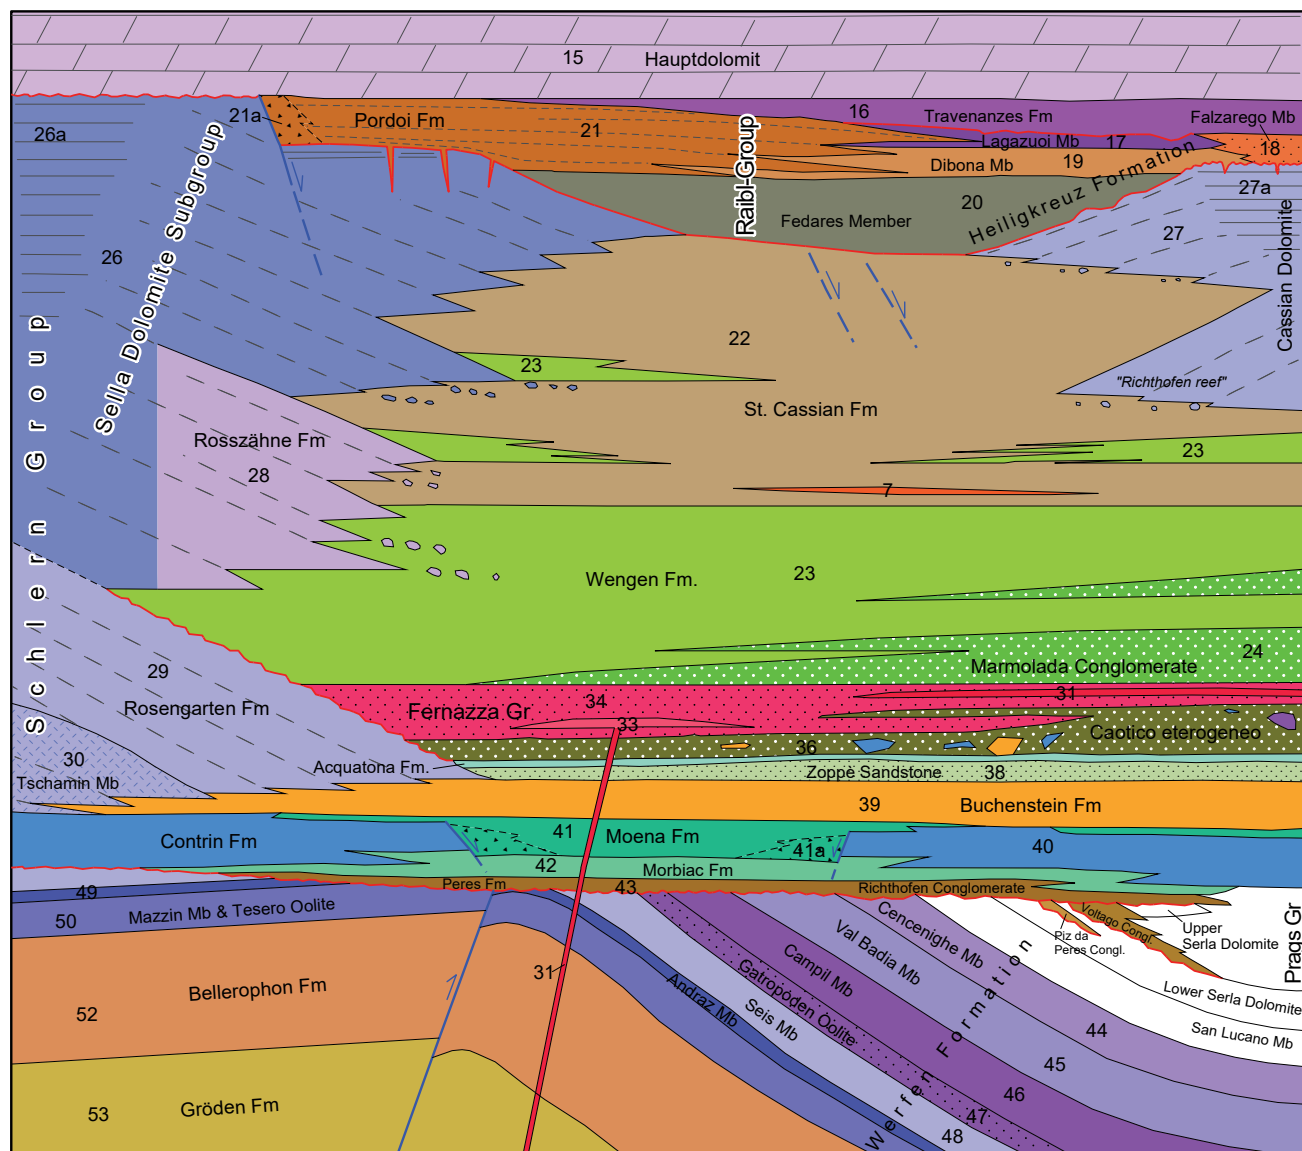 15 Hauptdolomit
16
Travenanzes Fm
Falzarego Mb
26a
21a
Pordoi Fm
21
Lagazuoi Mb 17
18
Dibona Mb 19
Raibl-Group
Heiligkreuz Formation
20
Fedares Member
27a
27
Cassian Dolomite
26
Sella Dolomite Subgroup
Schlern Group
22
23
"Richthofen reef"
St. Cassian Fm
Rosszähne Fm
28
23
7
Wengen Fm. 23
24
Marmolada Conglomerate
29
Rosengarten Fm
34
Fernazza Gr
31
33
Caotico eterogeneo
36
30
Tschamin Mb
Acquatona Fm.
Zoppè Sandstone 38
39 Buchenstein Fm
Contrin Fm
41 Moena Fm
41a
40
42
Morbiac Fm
Peres Fm
43
Richthofen Conglomerate
49
50 Mazzin Mb & Tesero Oolite
Cencenighe Mb
Voltago Congl.
Piz da
Peres Congl.
Upper
Serla Dolomite
Prags Gr
Val Badia Mb
Campil Mb
Gatropóden Oolite
Andraz Mb
Seis Mb
Werfen Formation
Lower Serla Dolomite
San Lucano Mb
31
Bellerophon Fm
52
44
45
46
47
48
53 Gröden Fm